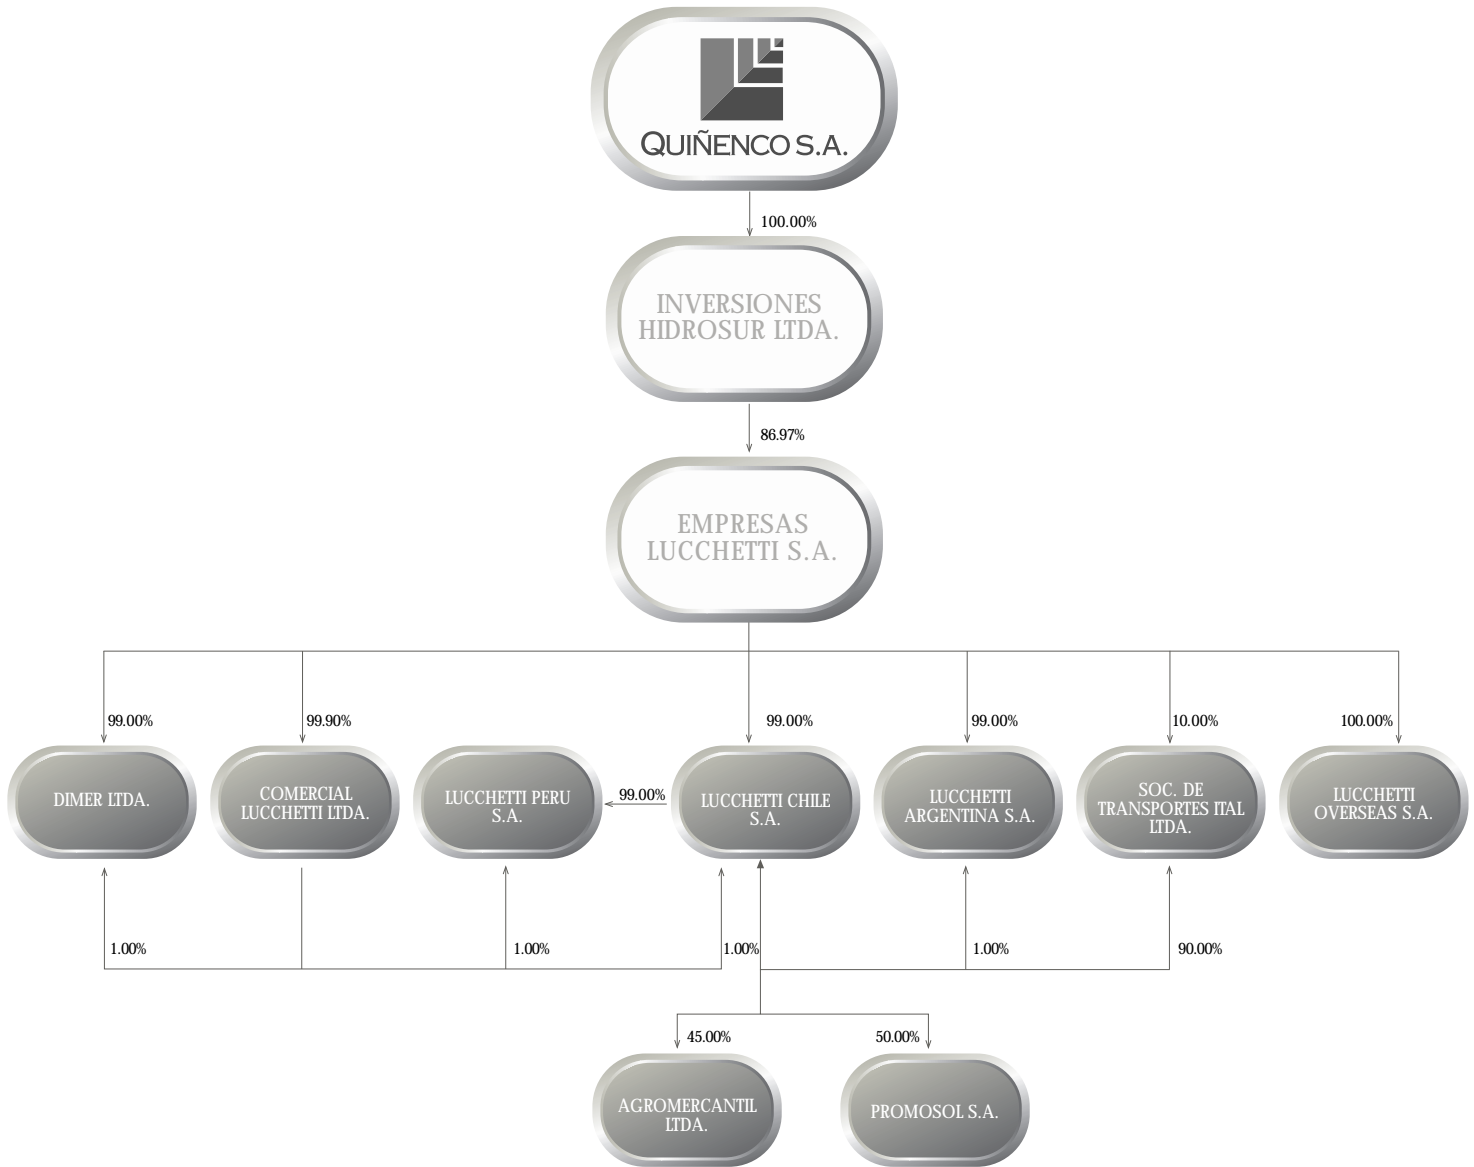 QUIÑENCO S.A.
100.00%
INVERSIONES
HIDROSUR LTDA.
86.97%
EMPRESAS
LUCCHETTI S.A.
99.00%
99.90%
99.00%
99.00%
10.00%
100.00%
DIMER LTDA.
COMERCIAL
LUCCHETTI LTDA.
LUCCHETTI PERU
S.A.
99.00%
LUCCHETTI CHILE
S.A.
LUCCHETTI
ARGENTINA S.A.
SOC. DE
TRANSPORTES ITAL
LTDA.
LUCCHETTI
OVERSEAS S.A.
1.00%
1.00%
1.00%
1.00%
90.00%
45.00%
50.00%
AGROMERCANTIL
LTDA.
PROMOSOL S.A.